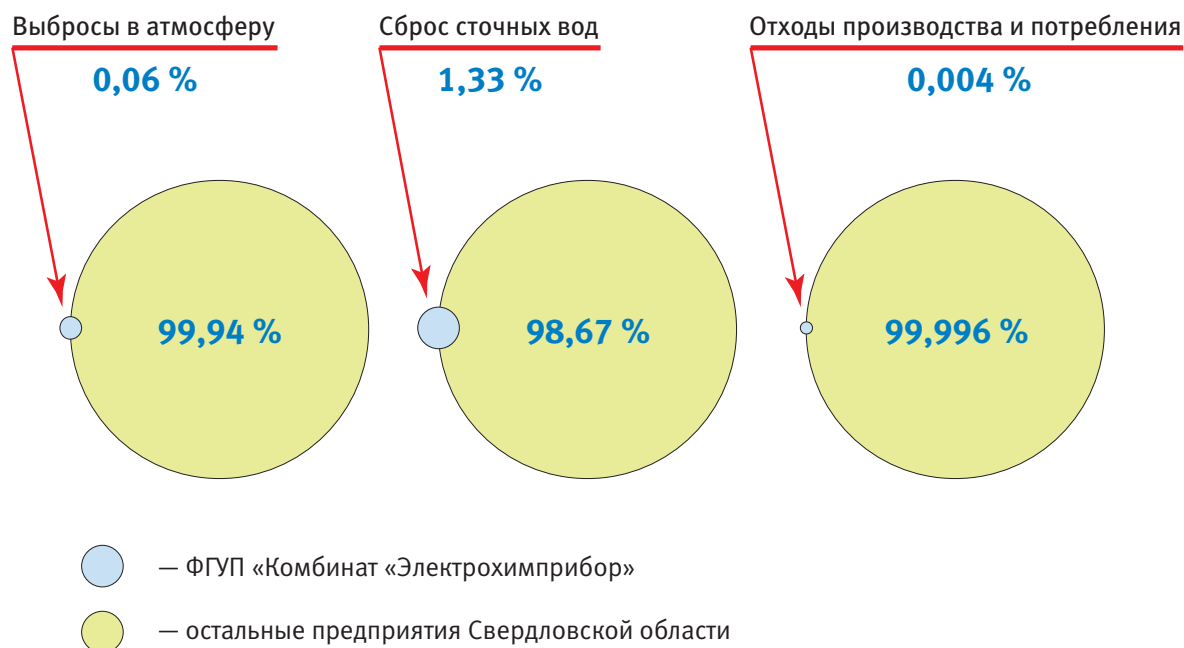 Выбросы в атмосферу
0,06 %
Сброс сточных вод
1,33 %
Отходы производства и потребления
0,004 %
99,94 %
98,67 %
99,996 %
— ФГУП «Комбинат «Электрохимприбор»
— остальные предприятия Свердловской области